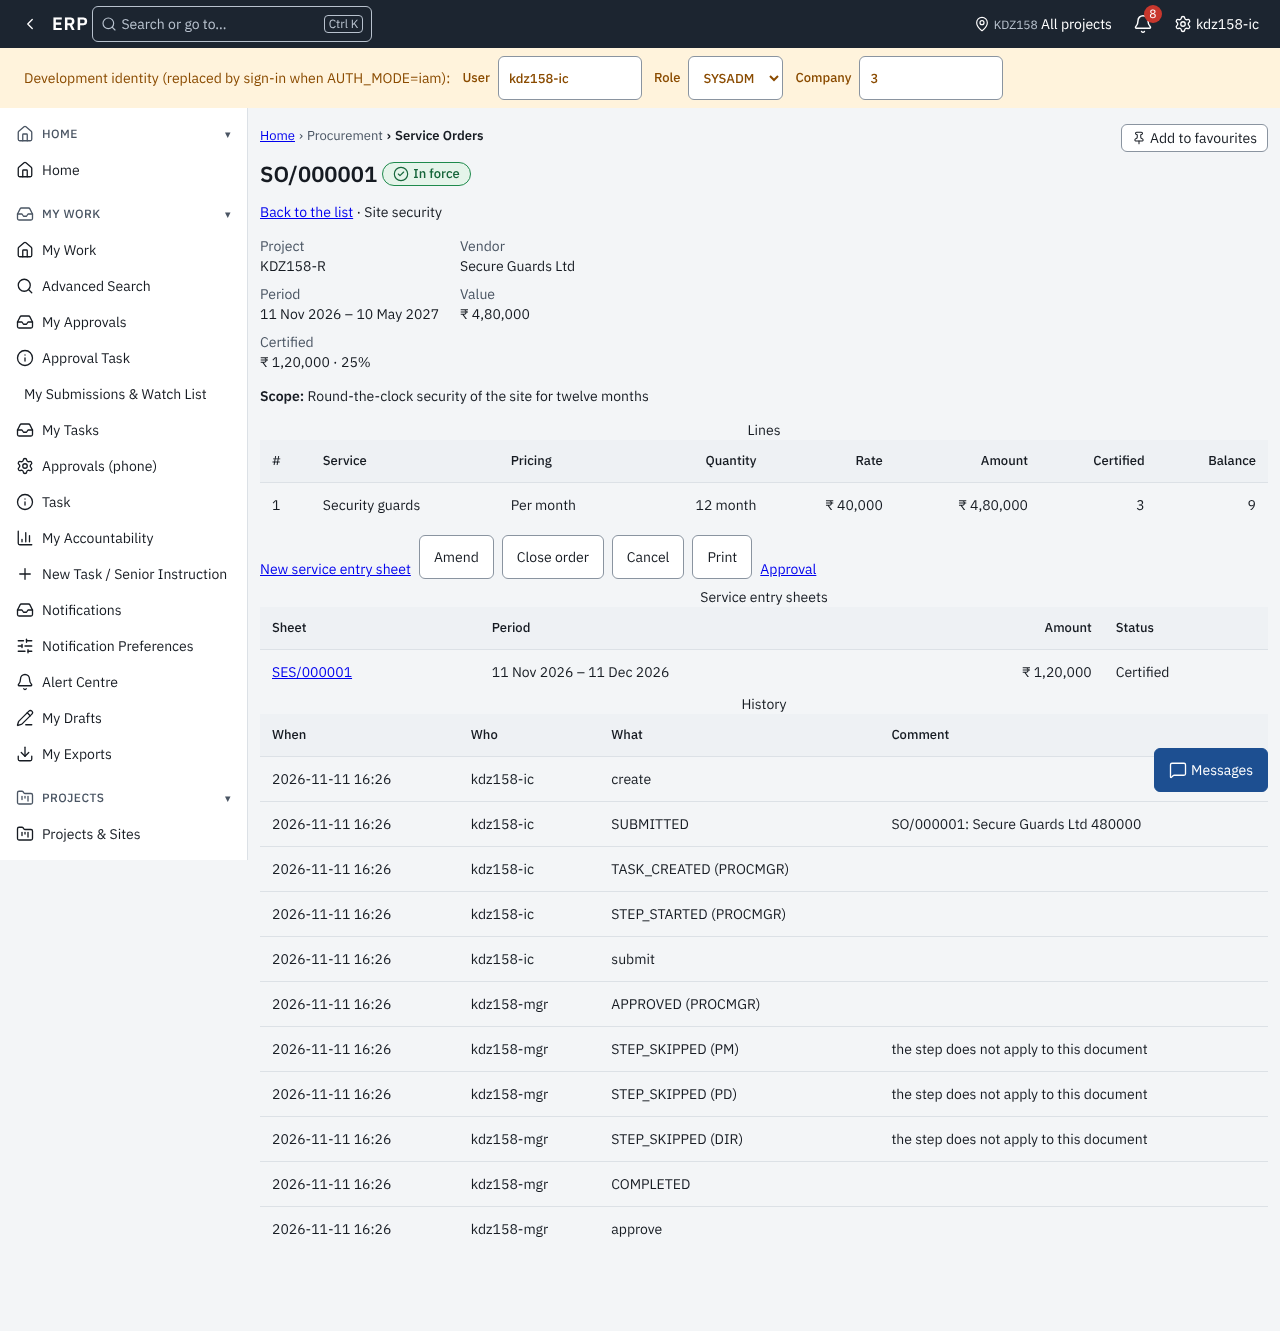 ERP Search or go to... Ctrl K KDZ158 All projects 8 kdz158-ic
Development identity (replaced by sign-in when AUTH_MODE=iam): User kdz158-ic Role SYSADM Company 3
HOME
Home
MY WORK
My Work
Advanced Search
My Approvals
Approval Task
My Submissions & Watch List
My Tasks
Approvals (phone)
Task
My Accountability
New Task / Senior Instruction
Notifications
Notification Preferences
Alert Centre
My Drafts
My Exports
PROJECTS
Projects & Sites
Home › Procurement › Service Orders
Add to favourites
SO/000001 In force
Back to the list · Site security
Project Vendor
KDZ158-R Secure Guards Ltd
Period Value
11 Nov 2026 – 10 May 2027 ₹ 4,80,000
Certified
₹ 1,20,000 · 25%
Scope: Round-the-clock security of the site for twelve months
Lines
# Service Pricing Quantity Rate Amount Certified Balance
1 Security guards Per month 12 month ₹ 40,000 ₹ 4,80,000 3 9
New service entry sheet Amend Close order Cancel Print Approval
Service entry sheets
Sheet Period Amount Status
SES/000001 11 Nov 2026 – 11 Dec 2026 ₹ 1,20,000 Certified
History
When Who What Comment
Messages
2026-11-11 16:26 kdz158-ic create
2026-11-11 16:26 kdz158-ic SUBMITTED SO/000001: Secure Guards Ltd 480000
2026-11-11 16:26 kdz158-ic TASK_CREATED (PROCMGR)
2026-11-11 16:26 kdz158-ic STEP_STARTED (PROCMGR)
2026-11-11 16:26 kdz158-ic submit
2026-11-11 16:26 kdz158-mgr APPROVED (PROCMGR)
2026-11-11 16:26 kdz158-mgr STEP_SKIPPED (PM) the step does not apply to this document
2026-11-11 16:26 kdz158-mgr STEP_SKIPPED (PD) the step does not apply to this document
2026-11-11 16:26 kdz158-mgr STEP_SKIPPED (DIR) the step does not apply to this document
2026-11-11 16:26 kdz158-mgr COMPLETED
2026-11-11 16:26 kdz158-mgr approve